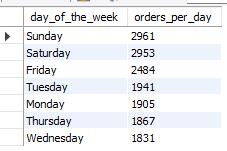 day_of_the_week orders_per_day
Sunday 2961
Saturday 2953
Friday 2484
Tuesday 1941
Monday 1905
Thursday 1867
Wednesday 1831